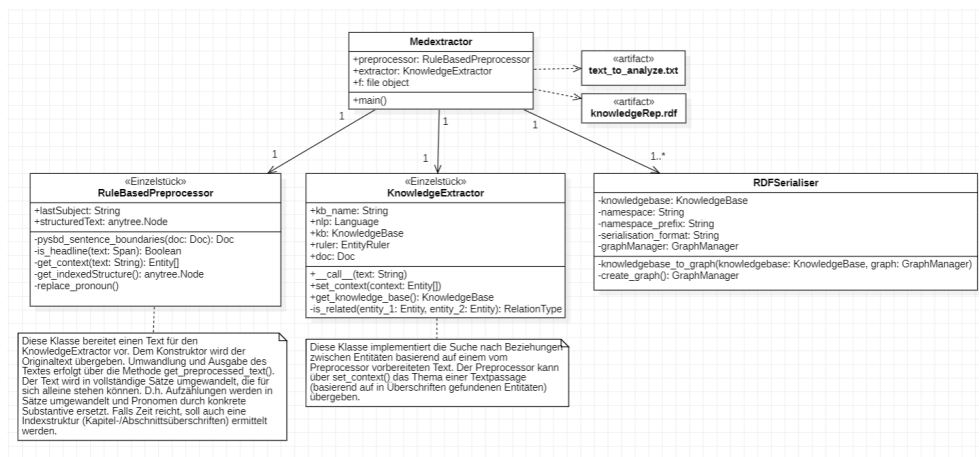 Medextractor
+preprocessor: RuleBasedPreprocessor
+extractor: KnowledgeExtractor
+f: file object
+main()
«artifact»
text_to_analyze.txt
«artifact»
knowledgeRep.rdf
1
1
1
1
1
1..*
«Einzelstück»
RuleBasedPreprocessor
+lastSubject: String
+structuredText: anytree.Node
-pysbd_sentence_boundaries(doc: Doc): Doc
-is_headline(text: Span): Boolean
-get_context(text: String): Entity[]
-get_indexedStructure(): anytree.Node
-replace_pronoun()
«Einzelstück»
KnowledgeExtractor
+kb_name: String
+nlp: Language
+kb: KnowledgeBase
+ruler: EntityRuler
+doc: Doc
+__call__(text: String)
+set_context(context: Entity[])
+get_knowledge_base(): KnowledgeBase
-is_related(entity_1: Entity, entity_2: Entity): RelationType
RDFSerialiser
-knowledgebase: KnowledgeBase
-namespace: String
-namespace_prefix: String
-serialisation_format: String
-graphManager: GraphManager
-knowledgebase_to_graph(knowledgebase: KnowledgeBase, graph: GraphManager)
-create_graph(): GraphManager
Diese Klasse bereitet einen Text für den
KnowledgeExtractor vor. Dem Konstruktor wird der
Originaltext übergeben. Umwandlung und Ausgabe des
Textes erfolgt über die Methode get_preprocessed_text().
Der Text wird in vollständige Sätze umgewandelt, die für
sich alleine stehen können. D.h. Aufzählungen werden in
Sätze umgewandelt und Pronomen durch konkrete
Substantive ersetzt. Falls Zeit reicht, soll auch eine
Indexstruktur (Kapitel-/Abschnittsüberschriften) ermittelt
werden.
Diese Klasse implementiert die Suche nach Beziehungen
zwischen Entitäten basierend auf einem vom
Preprocessor vorbereiteten Text. Der Preprocessor kann
über set_context() das Thema einer Textpassage
(basierend auf in Überschriften gefundenen Entitäten)
übergeben.